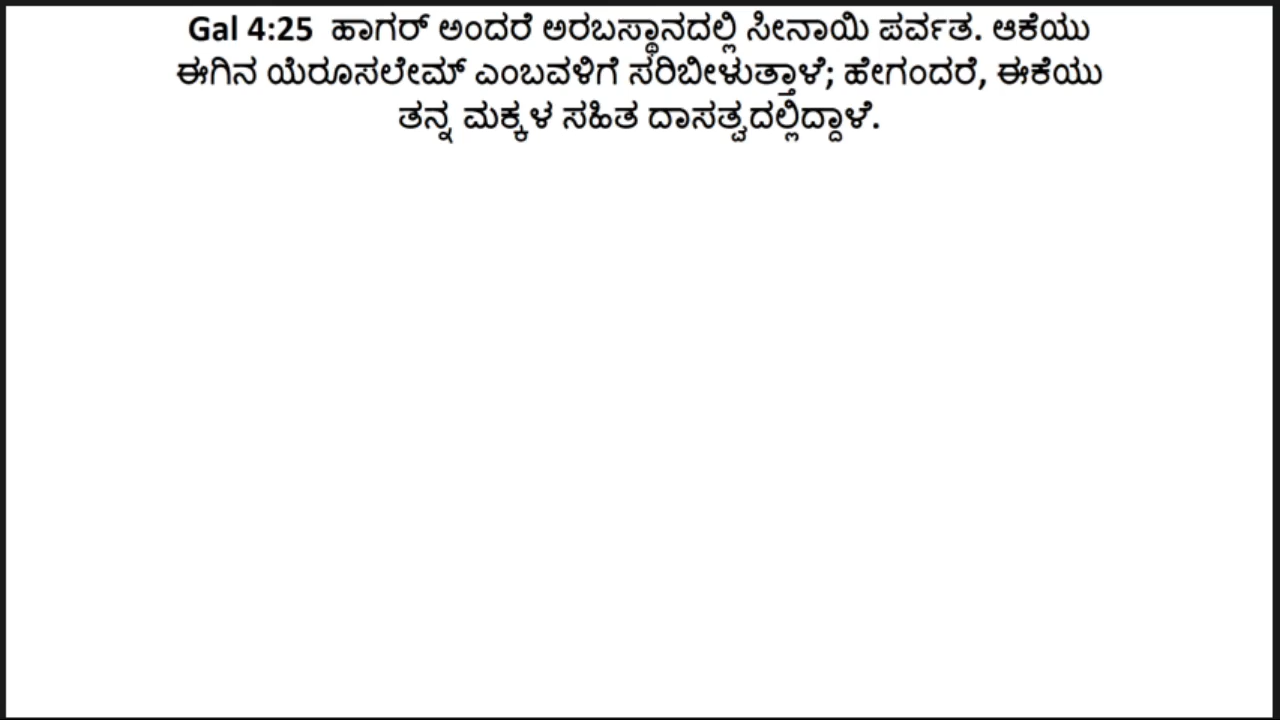 Gal 4:25 ಹಾಗರ್ ಅಂದರೆ ಅರಬಸ್ಥಾನದಲ್ಲಿ ಸೀನಾಯಿ ಪರ್ವತ. ಆಕೆಯು
ಈಗಿನ ಯೆರೂಸಲೇಮ್ ಎಂಬವಳಿಗೆ ಸರಿಬೀಳುತ್ತಾಳೆ; ಹೇಗಂದರೆ, ಈಕೆಯು
ತನ್ನ ಮಕ್ಕಳ ಸಹಿತ ದಾಸತ್ವದಲ್ಲಿದ್ದಾಳೆ.